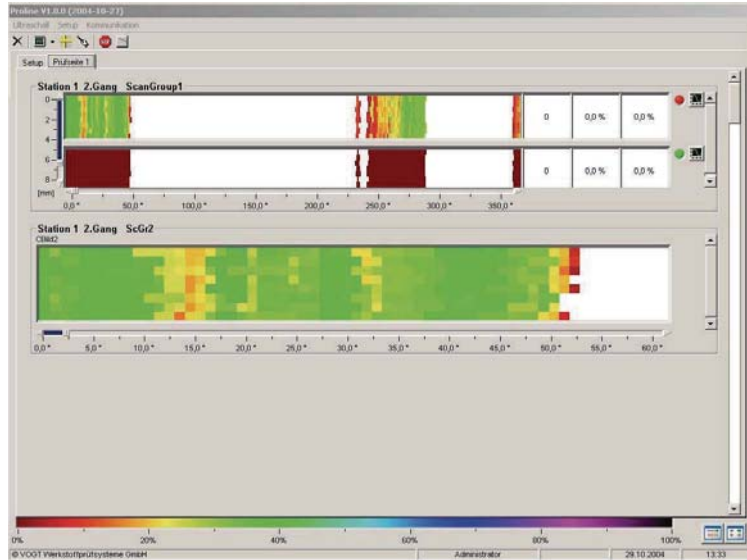 Proline V1.0.0 (2004-10-27)
Ultraschall Setup Kommunikation
Setup Prüfseite 1
Station 1 2.Gang ScanGroup1
0
2
4
6
8
[mm]
0 0,0 % 0,0 %
0 0,0 % 0,0 %
0,0 ° 50,0 ° 100,0 ° 150,0 ° 200,0 ° 250,0 ° 300,0 ° 350,0 °
Station 1 2.Gang ScGr2
CBild2
0,0 ° 5,0 ° 10,0 ° 15,0 ° 20,0 ° 25,0 ° 30,0 ° 35,0 ° 40,0 ° 45,0 ° 50,0 ° 55,0 ° 60,0 °
0% 20% 40% 60% 80% 100%
© VOGT Werkstoffprüfsysteme GmbH Administrator 29.10.2004 13:33